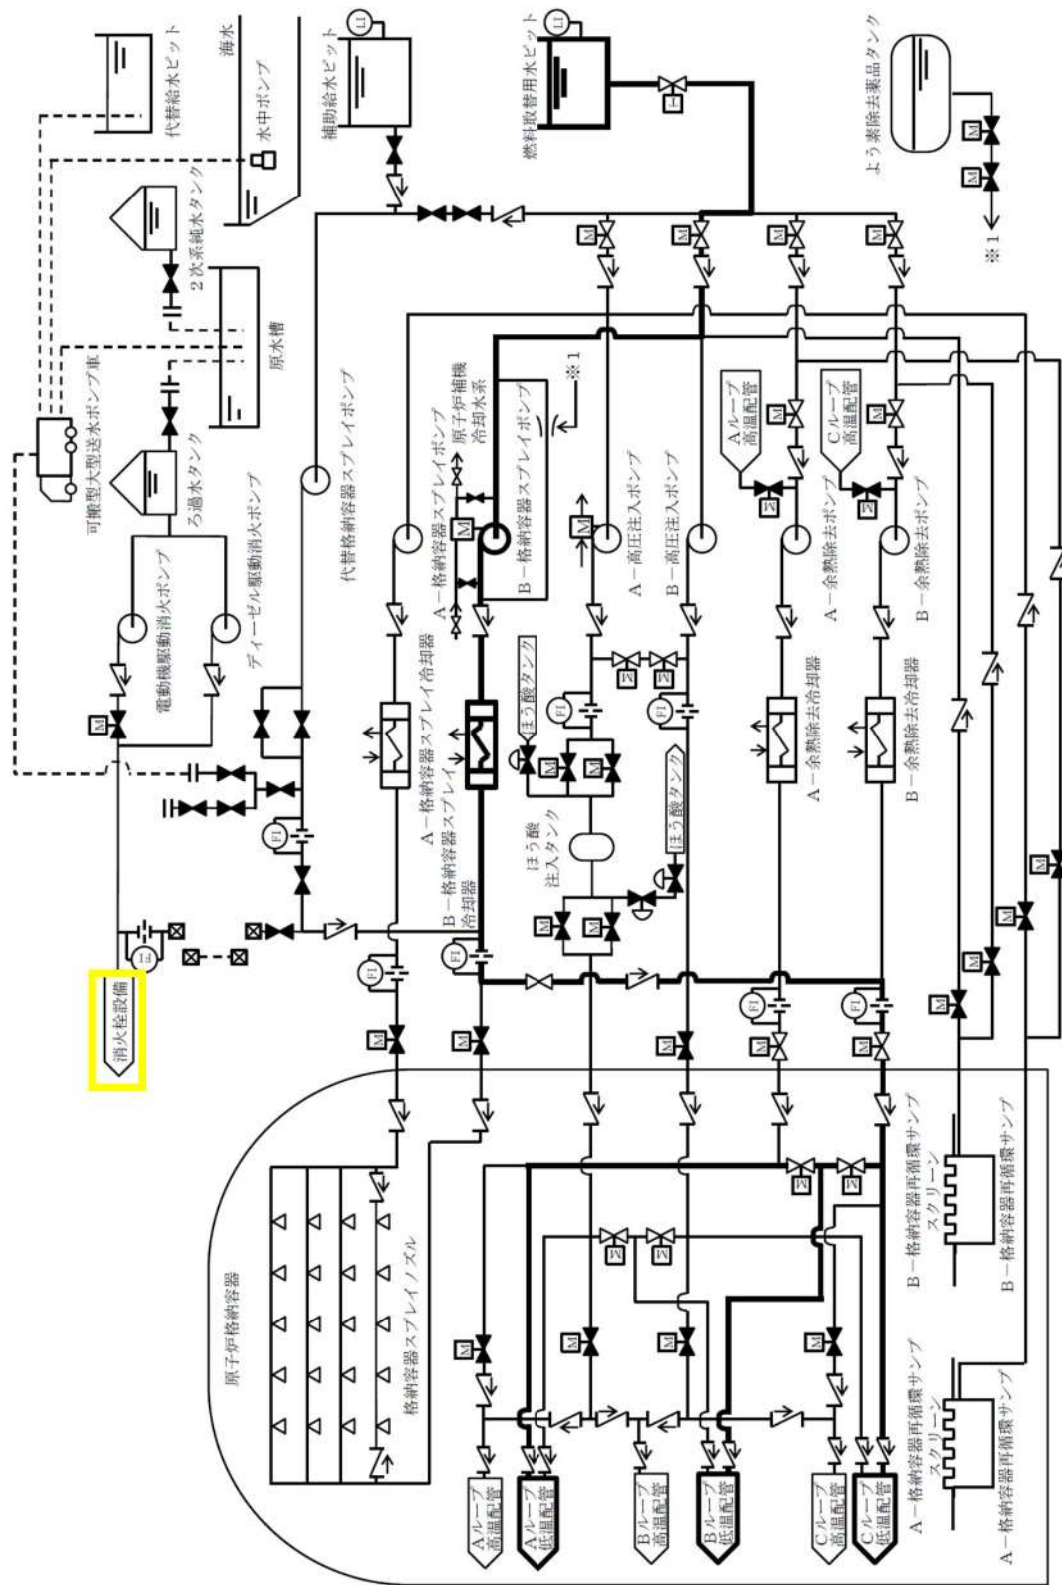 代替給水ピット
海水
水中ポンプ
2次系純水タンク
原水槽
可搬型大型送水ポンプ車
ろ過水タンク
電動機駆動消火ポンプ
ディーゼル駆動消火ポンプ
消火栓設備
FI
M
補助給水ピット
LI
燃料取替用水ピット
LI
よう素除去薬品タンク
M
M
※1
代替格納容器スプレイポンプ
FI
A-格納容器スプレイポンプ
原子炉補機
冷却水系
M
B-格納容器スプレイポンプ
※1
A-格納容器スプレイ冷却器
B-格納容器スプレイ
冷却器
FI
FI
M
M
M
M
M
M
A-高圧注入ポンプ
B-高圧注入ポンプ
M
M
M
FI
FI
ほう酸タンク
M
M
ほう酸
注入タンク
ほう酸タンク
M
M
M
Aループ
高温配管
Cループ
高温配管
M
M
M
M
A-余熱除去ポンプ
B-余熱除去ポンプ
A-余熱除去冷却器
B-余熱除去冷却器
FI
FI
M
M
M
M
M
M
原子炉格納容器
格納容器スプレイノズル
M
M
M
M
M
M
M
M
Aループ
高温配管
Aループ
低温配管
Bループ
高温配管
Bループ
低温配管
Cループ
高温配管
Cループ
低温配管
B-格納容器再循環サンプ
スクリーン
B-格納容器再循環サンプ
A-格納容器再循環サンプ
スクリーン
A-格納容器再循環サンプ